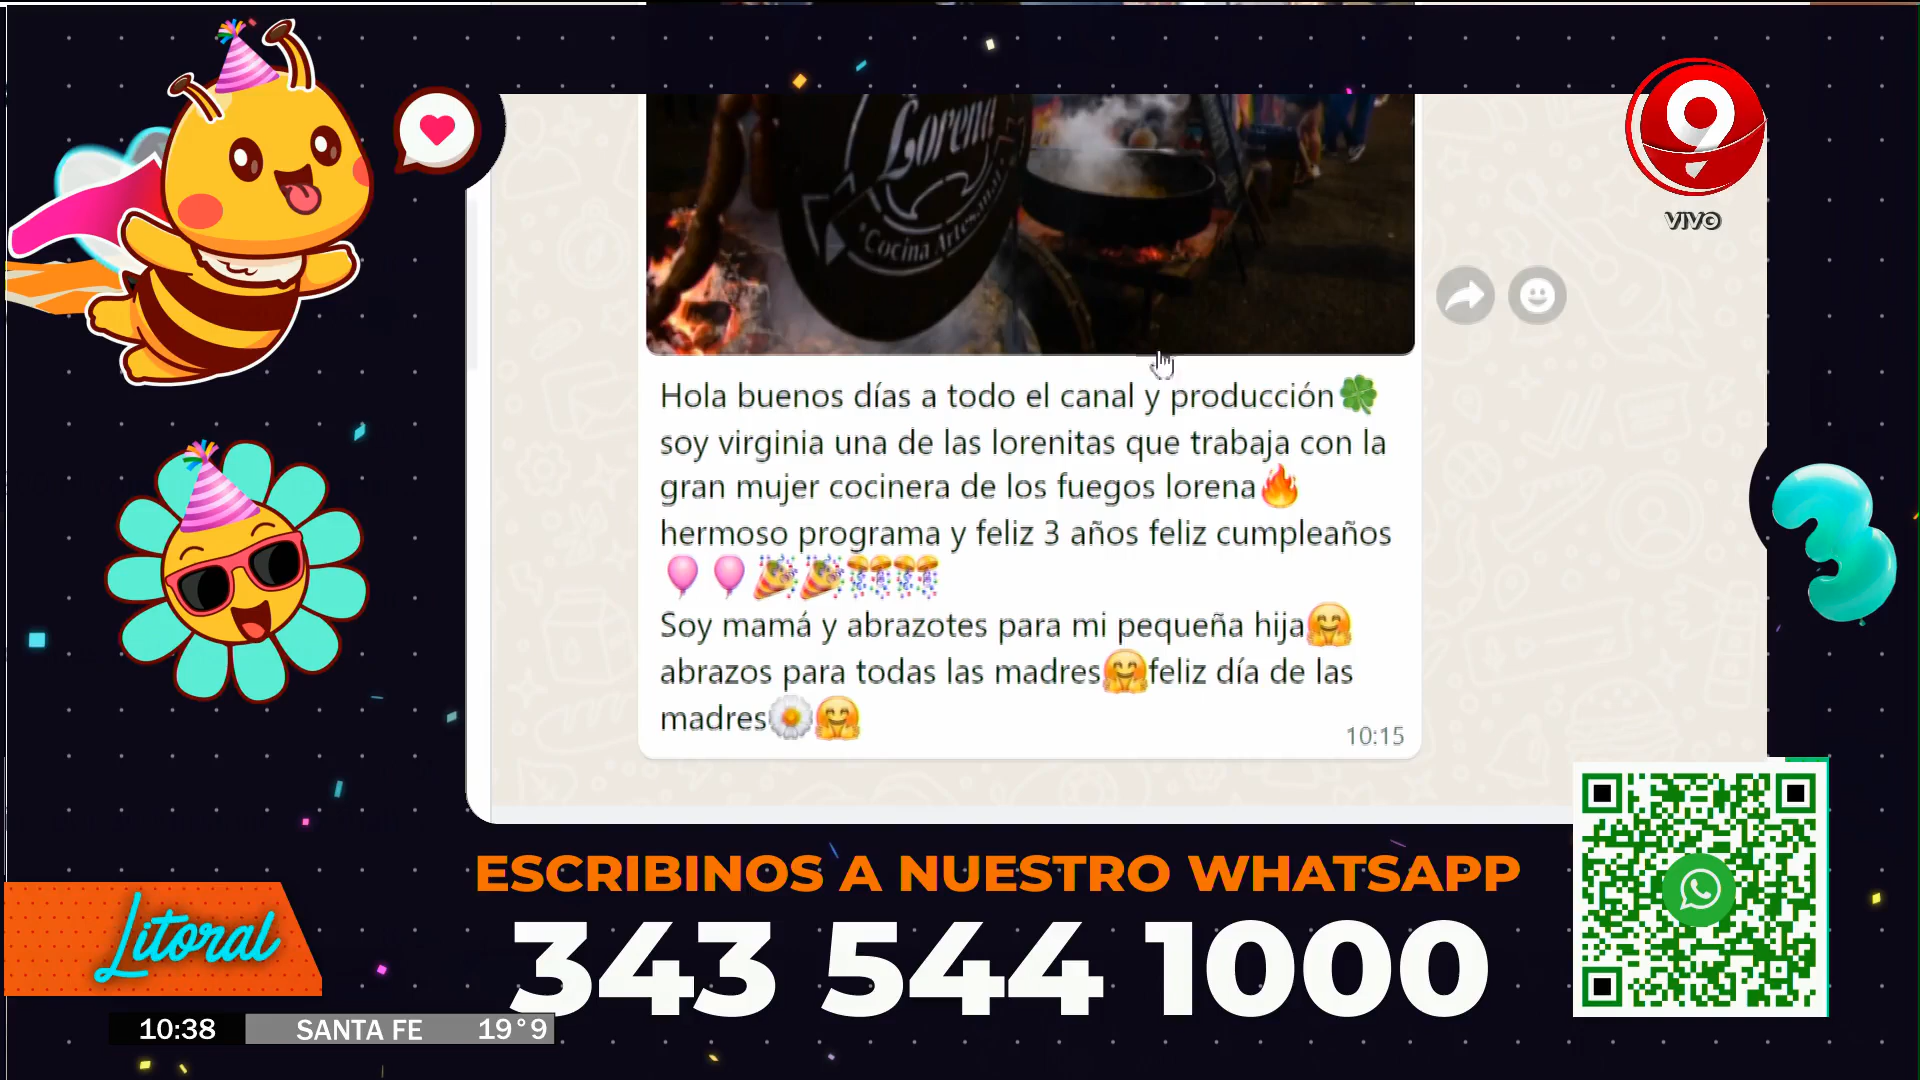 Lorena
Cocina Artesanal
9
VIVO
Hola buenos días a todo el canal y producción🍀
soy virginia una de las lorenitas que trabaja con la
gran mujer cocinera de los fuegos lorena🔥
hermoso programa y feliz 3 años feliz cumpleaños
🎈🎈🎉🎉🎊🎊
Soy mamá y abrazotes para mi pequeña hija🤗
abrazos para todas las madres🤗feliz día de las
madres🌼🤗
10:15
3
ESCRIBINOS A NUESTRO WHATSAPP
343 544 1000
Litoral
10:38 SANTA FE 19°9